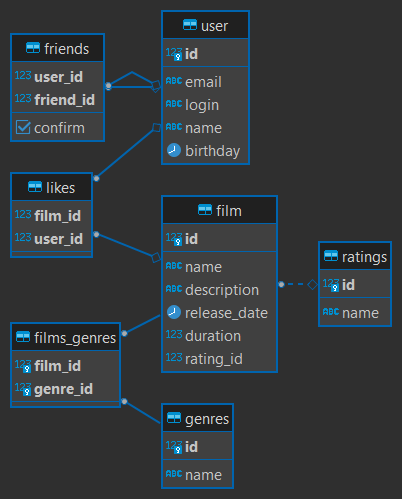 friends
123 user_id
123 friend_id
confirm
user
123 id
ABC email
ABC login
ABC name
birthday
likes
123 film_id
123 user_id
film
123 id
ABC name
ABC description
release_date
123 duration
123 rating_id
ratings
123 id
ABC name
films_genres
123 film_id
123 genre_id
genres
123 id
ABC name